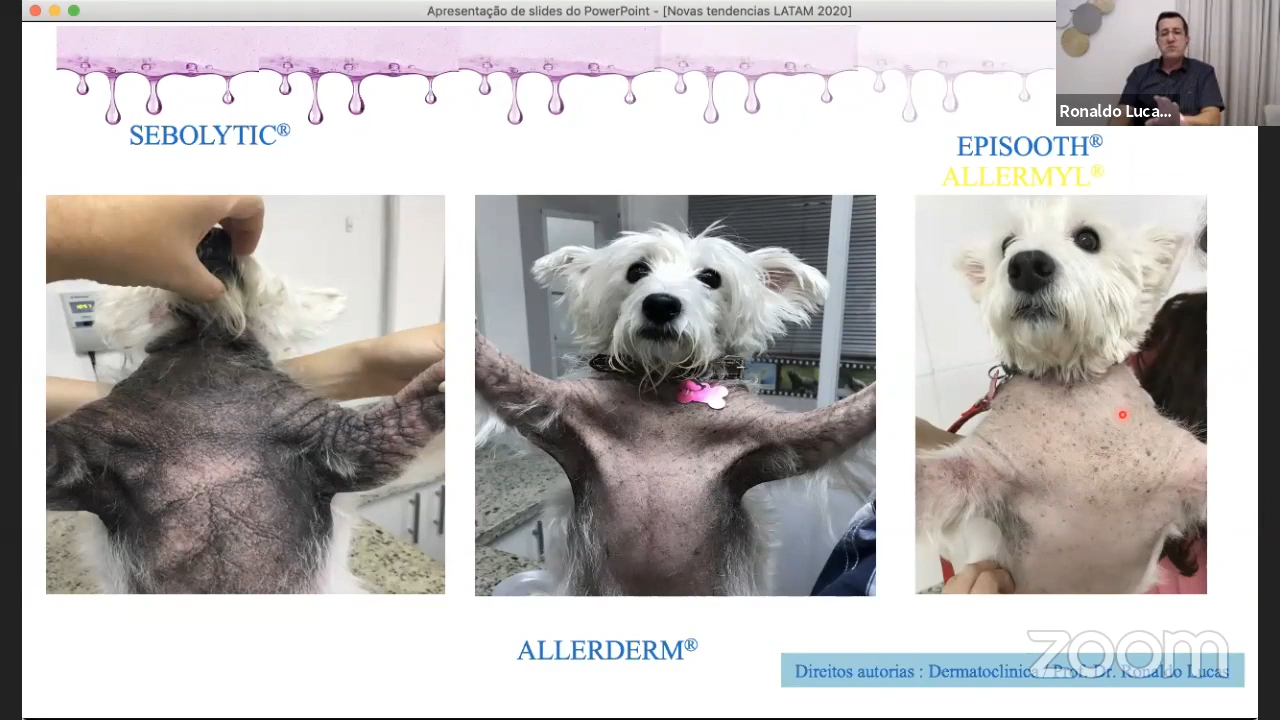 Apresentação de slides do PowerPoint - [Novas tendencias LATAM 2020]
Ronaldo Luca...
SEBOLYTIC®
EPISOOTH®
ALLERMYL®
ALLERDERM®
zoom
Direitos autorias : Dermatoclinica / Prof. Dr. Ronaldo Lucas